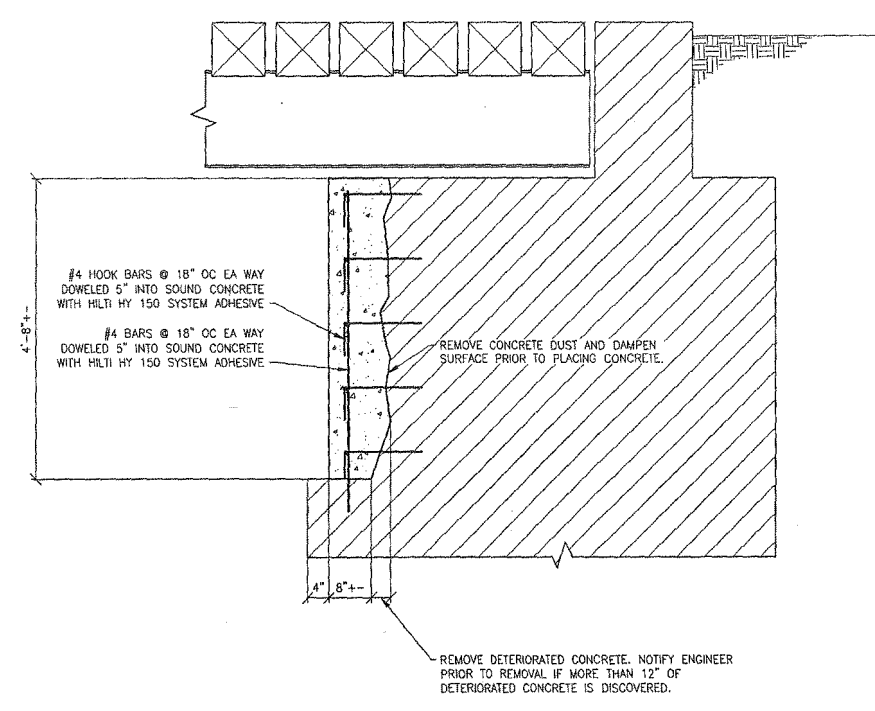 #4 HOOK BARS @ 18" OC EA WAY
DOWELED 5" INTO SOUND CONCRETE
WITH HILTI HY 150 SYSTEM ADHESIVE
#4 BARS @ 18" OC EA WAY
DOWELED 5" INTO SOUND CONCRETE
WITH HILTI HY 150 SYSTEM ADHESIVE
4'-8"+-
REMOVE CONCRETE DUST AND DAMPEN
SURFACE PRIOR TO PLACING CONCRETE.
4" 8"+-
REMOVE DETERIORATED CONCRETE. NOTIFY ENGINEER
PRIOR TO REMOVAL IF MORE THAN 12" OF
DETERIORATED CONCRETE IS DISCOVERED.